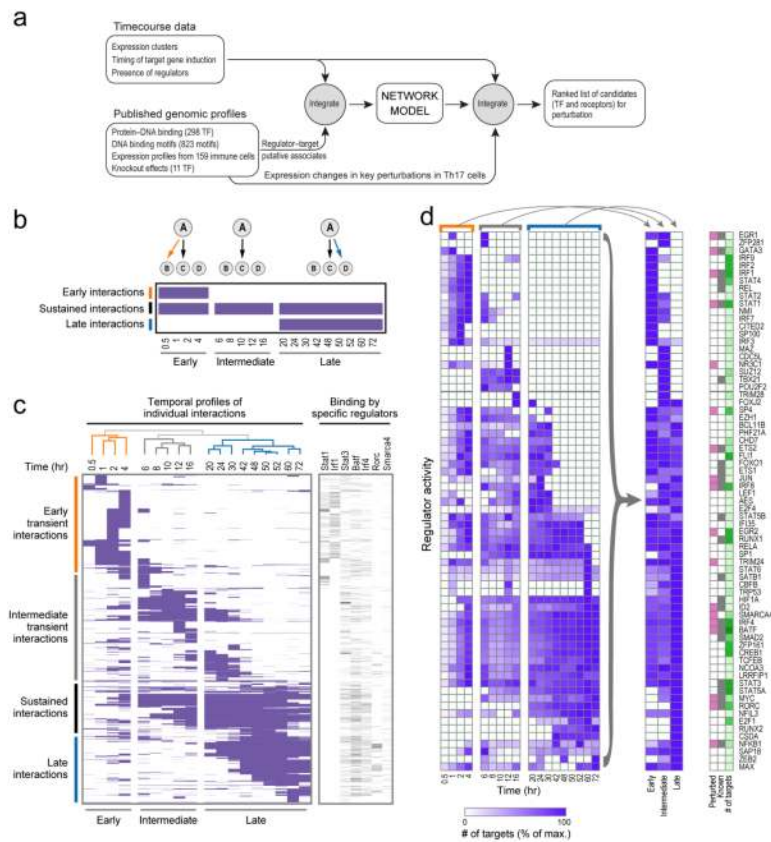 a
Timecourse data
Expression clusters
Timing of target gene induction
Presence of regulators
Published genomic profiles
Protein–DNA binding (298 TF)
DNA binding motifs (823 motifs)
Expression profiles from 159 immune cells
Knockout effects (11 TF)
Regulator–target
putative associates
Integrate
NETWORK
MODEL
Integrate
Ranked list of candidates
(TF and receptors) for
perturbation
Expression changes in key perturbations in Th17 cells
b
A
A
A
B C D
B C D
B C D
Early interactions
Sustained interactions
Late interactions
0.5 1 2 4 6 8 10 12 16 20 24 30 42 48 50 52 60 72
Early Intermediate Late
c
Temporal profiles of
individual interactions
Binding by
specific regulators
Stat1 Irf1 Stat3 Batf Irf4 Rorc Smarca4
Time (hr)
0.5 1 2 4 6 8 10 12 16 20 24 30 42 48 50 52 60 72
Early
transient
interactions
Intermediate
transient
interactions
Sustained
interactions
Late
interactions
Early Intermediate Late
d
Regulator activity
EGR1
ZFP281
GATA3
IRF9
IRF2
IRF1
STAT4
REL
STAT2
STAT1
NMI
IRF7
CITED2
SP100
IRF3
MAZ
CDC5L
NR3C1
SUZ12
TBX21
POU2F2
TRIM28
FOXJ2
SP4
EZH1
BCL11B
PHF21A
CHD7
ETS2
FLI1
FOXO1
ETS1
JUN
IRF8
LEF1
AES
E2F4
STAT5B
IFI35
EGR2
RUNX1
RELA
SP1
TRIM24
STAT6
SATB1
CBFB
TRP53
HIF1A
ID2
SMARCA4
IRF4
BATF
SMAD2
ZFP161
CREB1
TCFEB
NCOA3
LRRFIP1
STAT3
STAT5A
MYC
RORC
NFIL3
E2F1
RUNX2
CSDA
NFKB1
SAP18
ZEB2
MAX
0.5 1 2 4 6 8 10 12 16 20 24 30 42 48 50 52 60 72
Time (hr)
Early
Intermediate
Late
Perturbed
Known
# of targets
0 100
# of targets (% of max.)